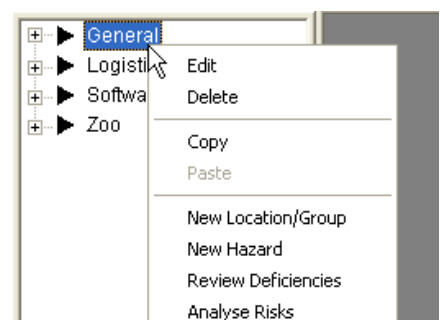 General
Logisti
Softwa
Zoo
Edit
Delete
Copy
Paste
New Location/Group
New Hazard
Review Deficiencies
Analyse Risks